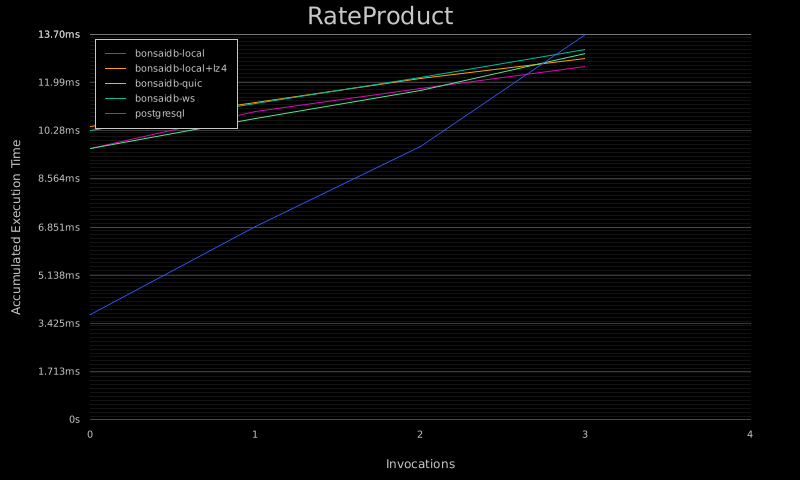 RateProduct
13.70ms
11.99ms
10.28ms
8.564ms
6.851ms
5.138ms
3.425ms
1.713ms
0s
Accumulated Execution Time
bonsaidb-local
bonsaidb-local+lz4
bonsaidb-quic
bonsaidb-ws
postgresql
0 1 2 3 4
Invocations